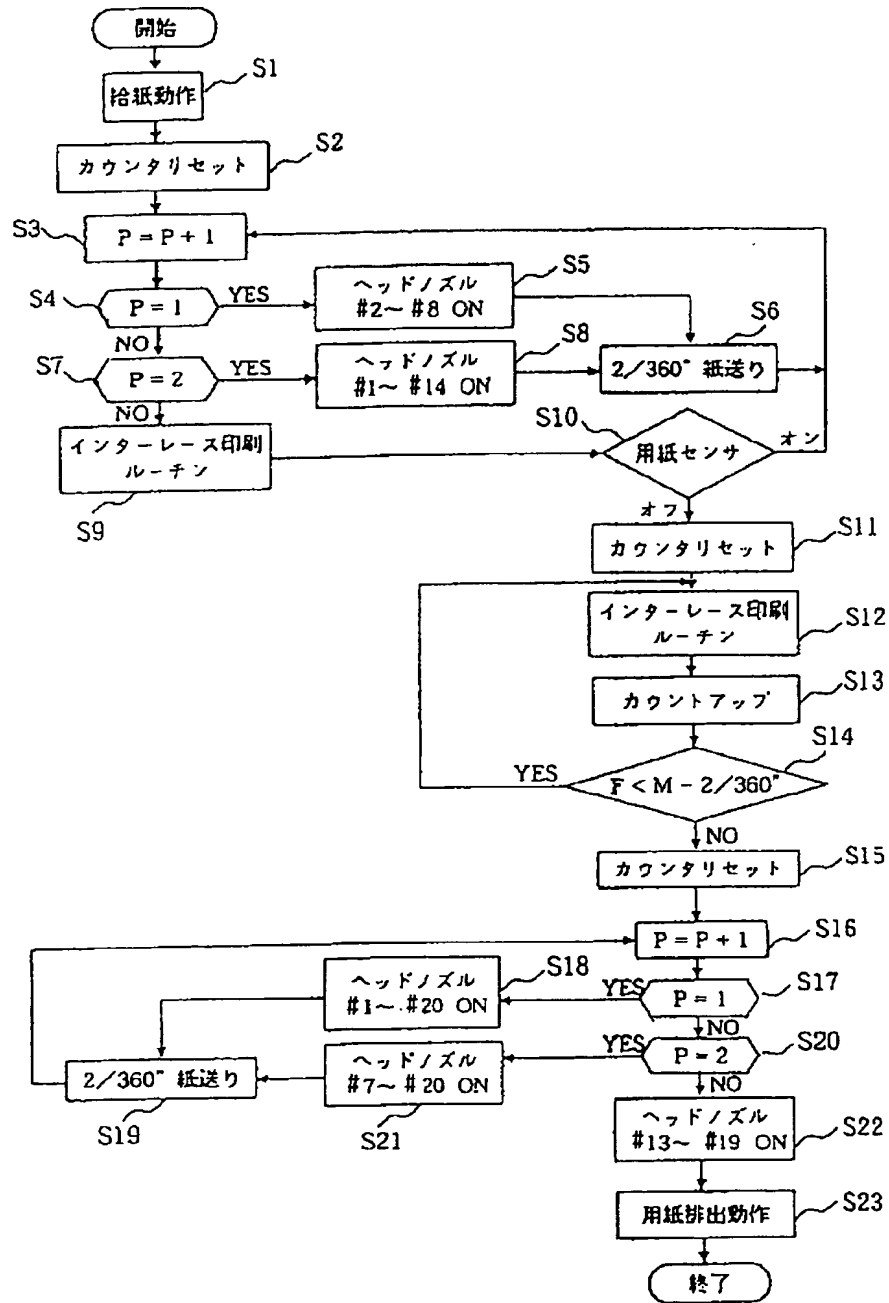 開始
S1
給紙動作
S2
カウンタリセット
S3
P = P + 1
S4
P = 1
YES
NO
S5
ヘッドノズル
#2～ #8 ON
S6
2/360" 紙送り
S7
P = 2
YES
NO
S8
ヘッドノズル
#1～ #14 ON
インターレース印刷
ルーチン
S9
S10
用紙センサ
オン
オフ
S11
カウンタリセット
インターレース印刷
ルーチン
S12
S13
カウントアップ
S14
F < M - 2/360"
YES
NO
S15
カウンタリセット
S16
P = P + 1
S17
P = 1
YES
NO
S18
ヘッドノズル
#1～ #20 ON
2/360" 紙送り
S19
S20
P = 2
YES
NO
ヘッドノズル
#7～ #20 ON
S21
ヘッドノズル
#13～ #19 ON
S22
S23
用紙排出動作
終了